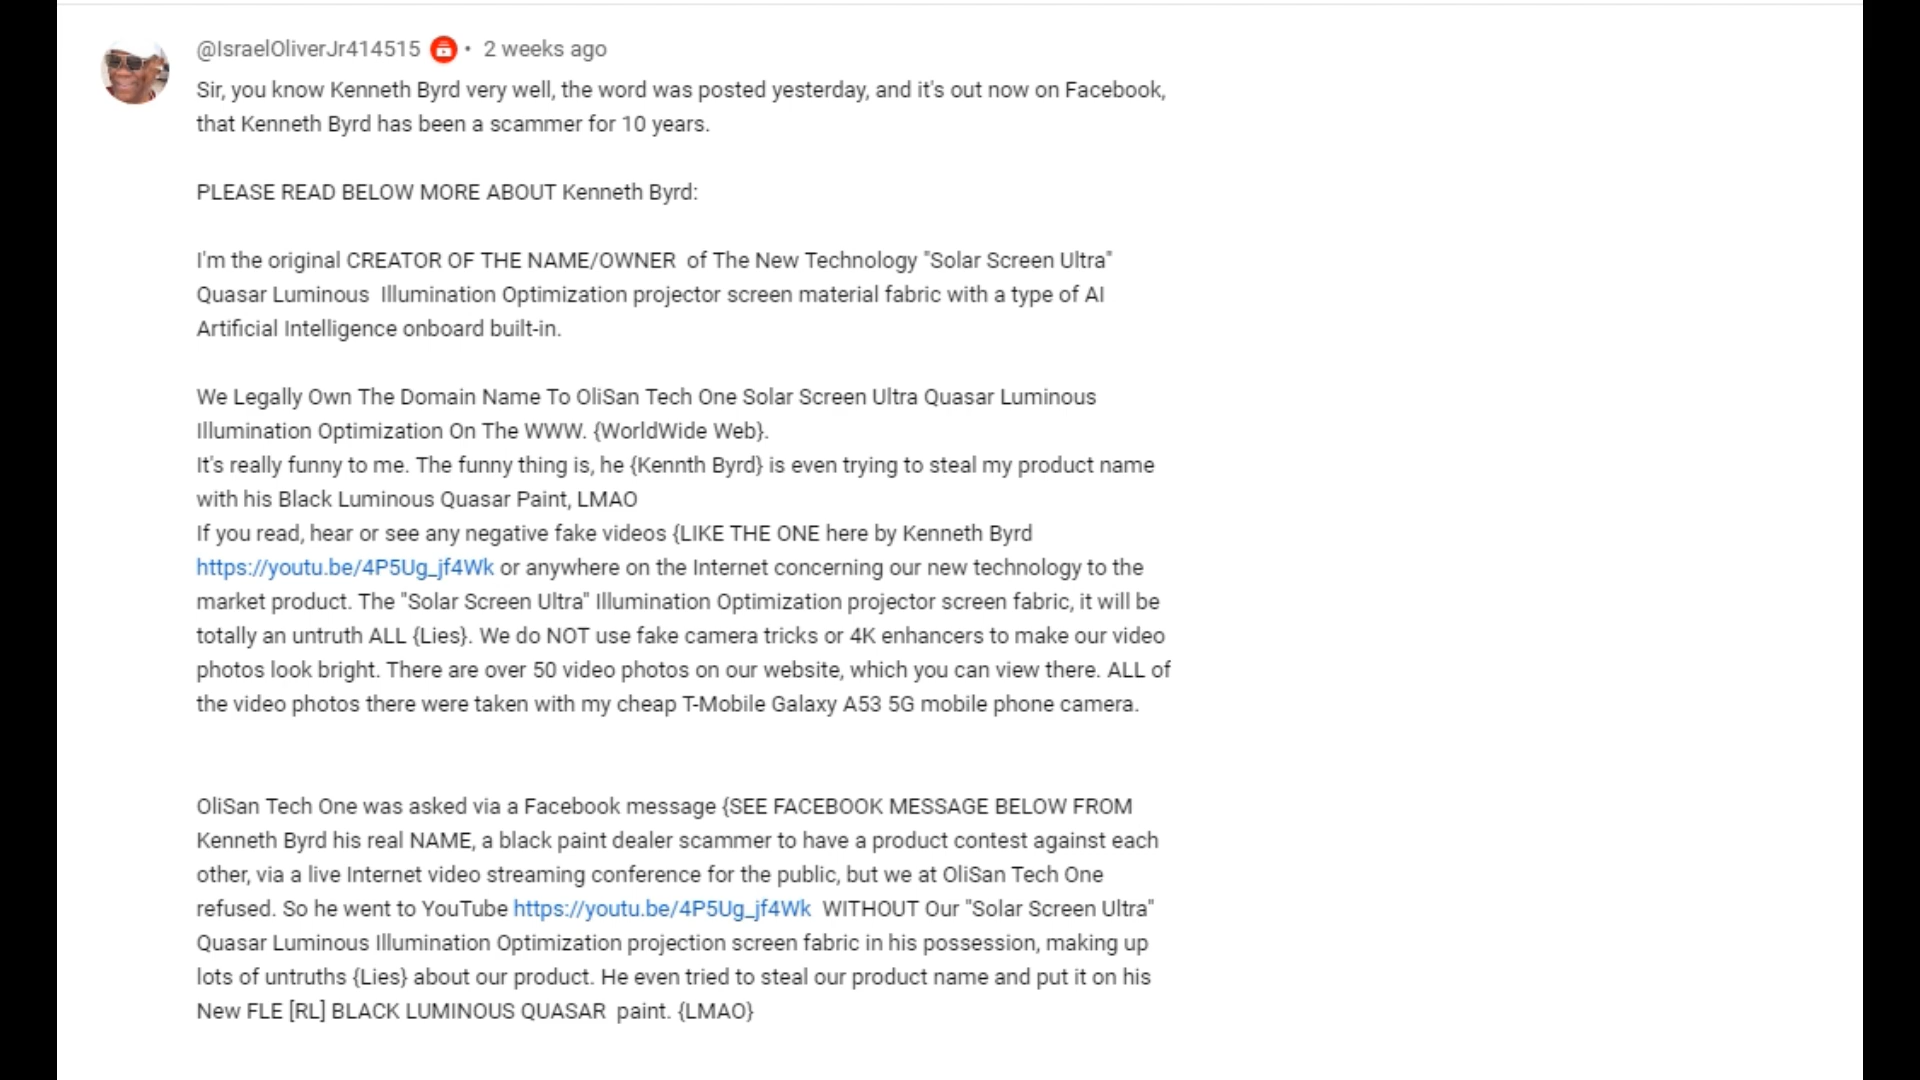 @IsraelOliverJr414515 • 2 weeks ago
Sir, you know Kenneth Byrd very well, the word was posted yesterday, and it's out now on Facebook,
that Kenneth Byrd has been a scammer for 10 years.
PLEASE READ BELOW MORE ABOUT Kenneth Byrd:
I'm the original CREATOR OF THE NAME/OWNER  of The New Technology "Solar Screen Ultra"
Quasar Luminous  Illumination Optimization projector screen material fabric with a type of AI
Artificial Intelligence onboard built-in.
We Legally Own The Domain Name To OliSan Tech One Solar Screen Ultra Quasar Luminous
Illumination Optimization On The WWW. {WorldWide Web}.
It's really funny to me. The funny thing is, he {Kennth Byrd} is even trying to steal my product name
with his Black Luminous Quasar Paint, LMAO
If you read, hear or see any negative fake videos {LIKE THE ONE here by Kenneth Byrd
https://youtu.be/4P5Ug_jf4Wk or anywhere on the Internet concerning our new technology to the
market product. The "Solar Screen Ultra" Illumination Optimization projector screen fabric, it will be
totally an untruth ALL {Lies}. We do NOT use fake camera tricks or 4K enhancers to make our video
photos look bright. There are over 50 video photos on our website, which you can view there. ALL of
the video photos there were taken with my cheap T-Mobile Galaxy A53 5G mobile phone camera.
OliSan Tech One was asked via a Facebook message {SEE FACEBOOK MESSAGE BELOW FROM
Kenneth Byrd his real NAME, a black paint dealer scammer to have a product contest against each
other, via a live Internet video streaming conference for the public, but we at OliSan Tech One
refused. So he went to YouTube https://youtu.be/4P5Ug_jf4Wk  WITHOUT Our "Solar Screen Ultra"
Quasar Luminous Illumination Optimization projection screen fabric in his possession, making up
lots of untruths {Lies} about our product. He even tried to steal our product name and put it on his
New FLE [RL] BLACK LUMINOUS QUASAR  paint. {LMAO}